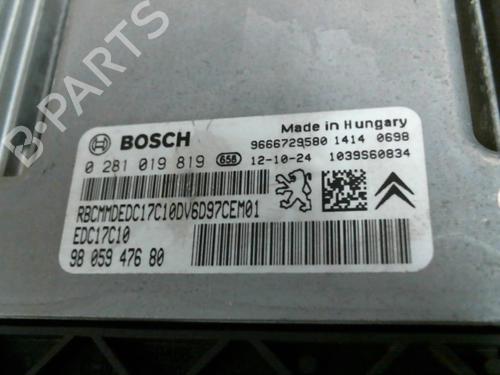 B-PARTS
BOSCH
Made in Hungary
9666729580 1414 0698
0 281 019 819 656 12-10-24 1039S60834
RBCMMDEDC17C10DV6D97CEM01
EDC17C10
98 059 476 80